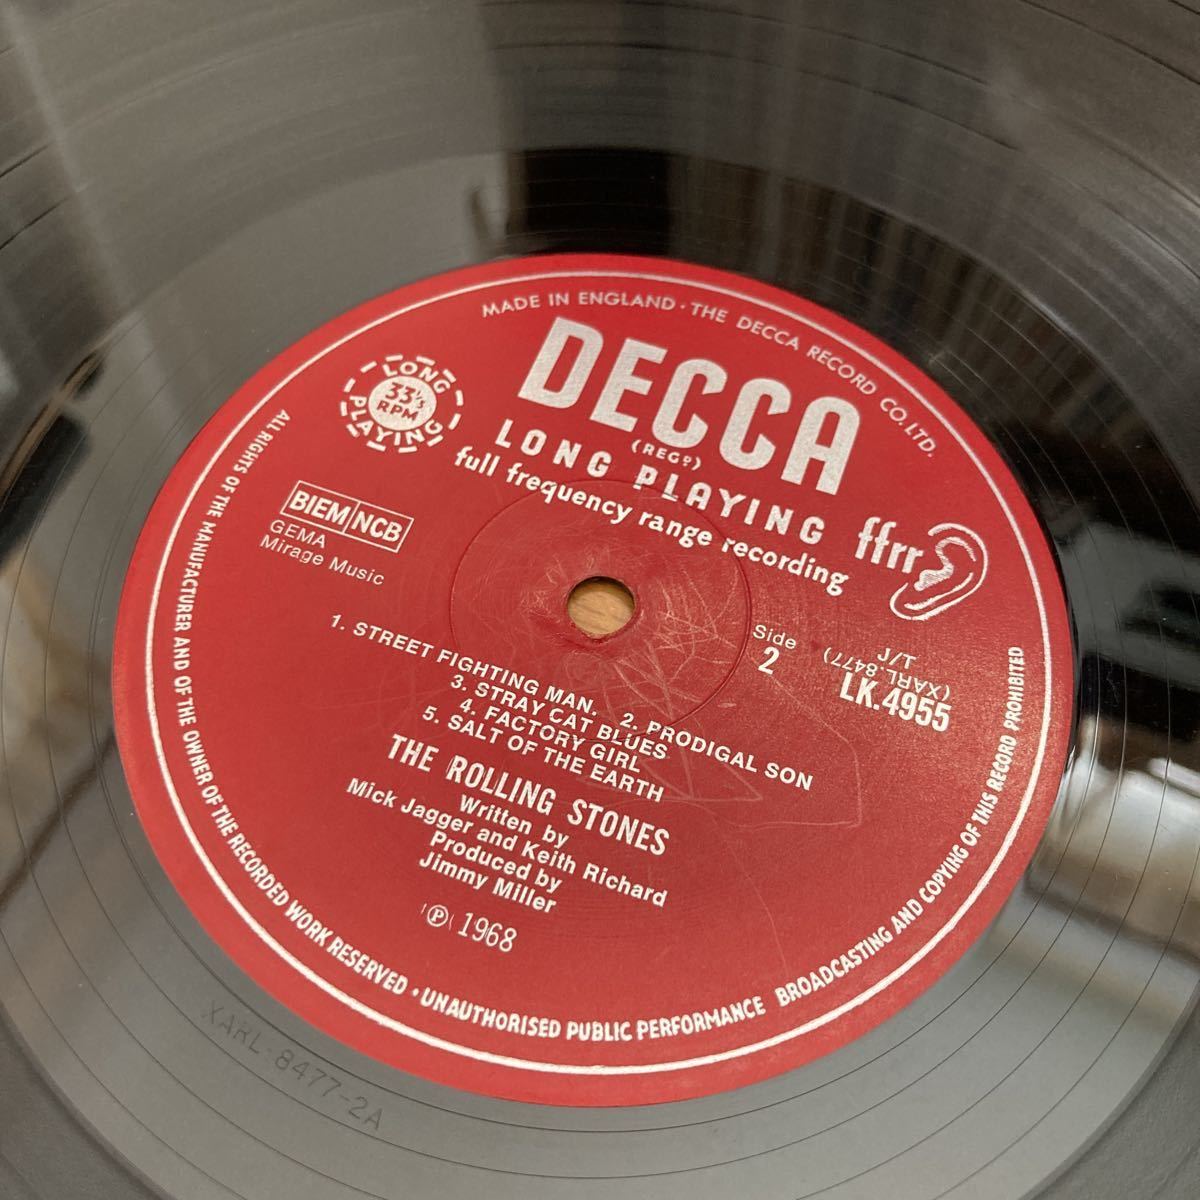 MADE IN ENGLAND · THE DECCA RECORD CO. LTD.
DECCA
(REGD)
LONG PLAYING
full frequency range recording
ffrr
LONG
33⅓
RPM
PLAYING
BIEM NCB
GEMA
Mirage Music
Side
2
(XARL.8477)
J/T
LK.4955
1. STREET FIGHTING MAN. 2. PRODIGAL SON
3. STRAY CAT BLUES
4. FACTORY GIRL
5. SALT OF THE EARTH
THE ROLLING STONES
Written by
Mick Jagger and Keith Richard
Produced by
Jimmy Miller
Ⓟ 1968
ALL RIGHTS OF THE MANUFACTURER AND OF THE OWNER OF THE RECORDED WORK RESERVED · UNAUTHORISED PUBLIC PERFORMANCE BROADCASTING AND COPYING OF THIS RECORD PROHIBITED
XARL-8477-2A